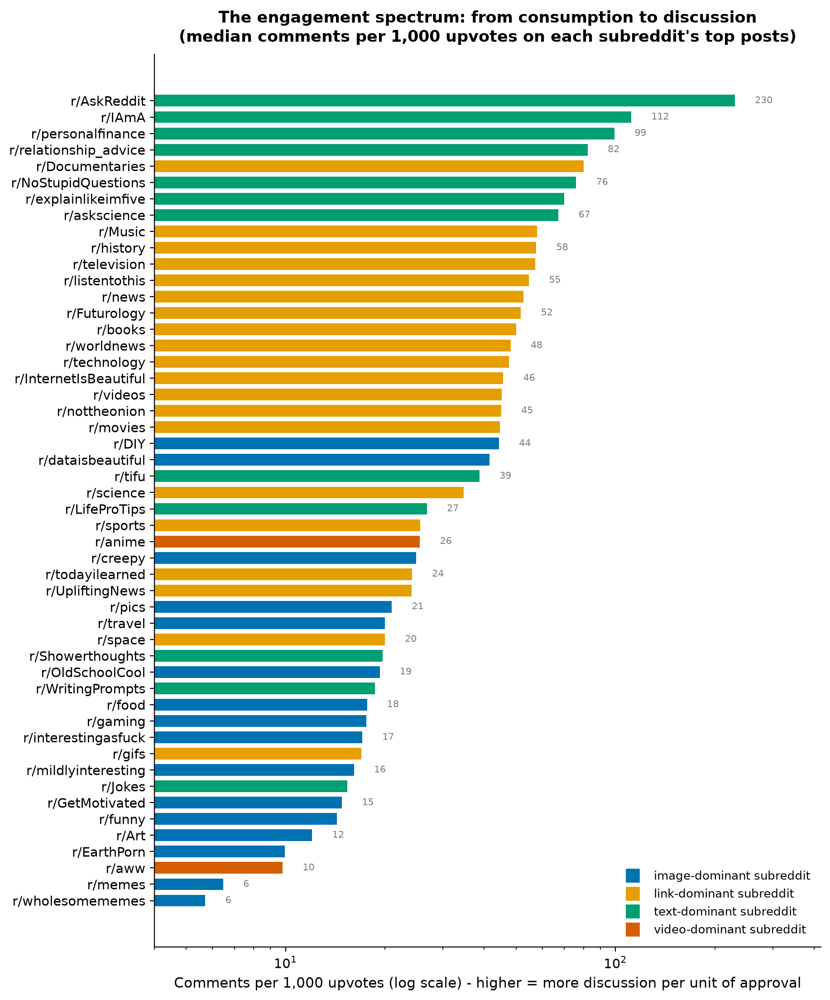 The engagement spectrum: from consumption to discussion
(median comments per 1,000 upvotes on each subreddit's top posts)
r/AskReddit 230
r/IAmA 112
r/personalfinance 99
r/relationship_advice 82
r/Documentaries
r/NoStupidQuestions 76
r/explainlikeimfive
r/askscience 67
r/Music
r/history 58
r/television
r/listentothis 55
r/news
r/Futurology 52
r/books
r/worldnews 48
r/technology
r/InternetIsBeautiful 46
r/videos
r/nottheonion 45
r/movies
r/DIY 44
r/dataisbeautiful
r/tifu 39
r/science
r/LifeProTips 27
r/sports
r/anime 26
r/creepy
r/todayilearned 24
r/UpliftingNews
r/pics 21
r/travel
r/space 20
r/Showerthoughts
r/OldSchoolCool 19
r/WritingPrompts
r/food 18
r/gaming
r/interestingasfuck 17
r/gifs
r/mildlyinteresting 16
r/Jokes
r/GetMotivated 15
r/funny
r/Art 12
r/EarthPorn
r/aww 10
r/memes 6
r/wholesomememes 6
image-dominant subreddit
link-dominant subreddit
text-dominant subreddit
video-dominant subreddit
10¹ 10²
Comments per 1,000 upvotes (log scale) - higher = more discussion per unit of approval